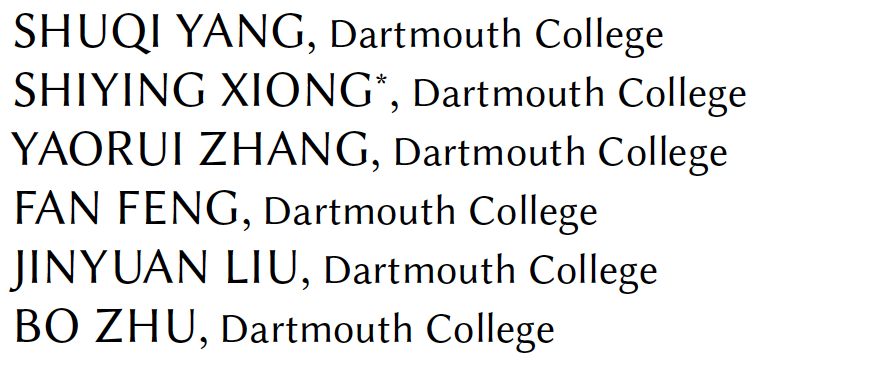 SHUQI YANG, Dartmouth College
SHIYING XIONG*, Dartmouth College
YAORUI ZHANG, Dartmouth College
FAN FENG, Dartmouth College
JINYUAN LIU, Dartmouth College
BO ZHU, Dartmouth College